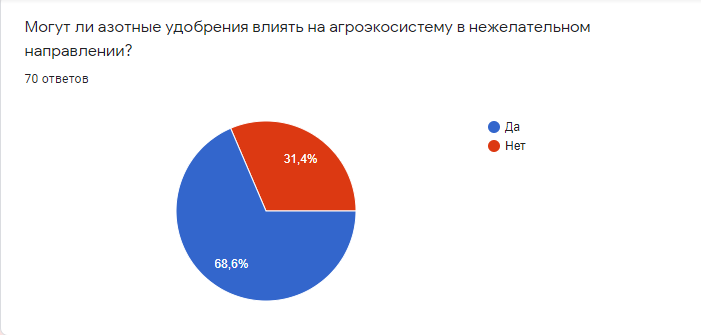 Могут ли азотные удобрения влиять на агроэкосистему в нежелательном
направлении?
70 ответов
Да
Нет
31,4%
68,6%